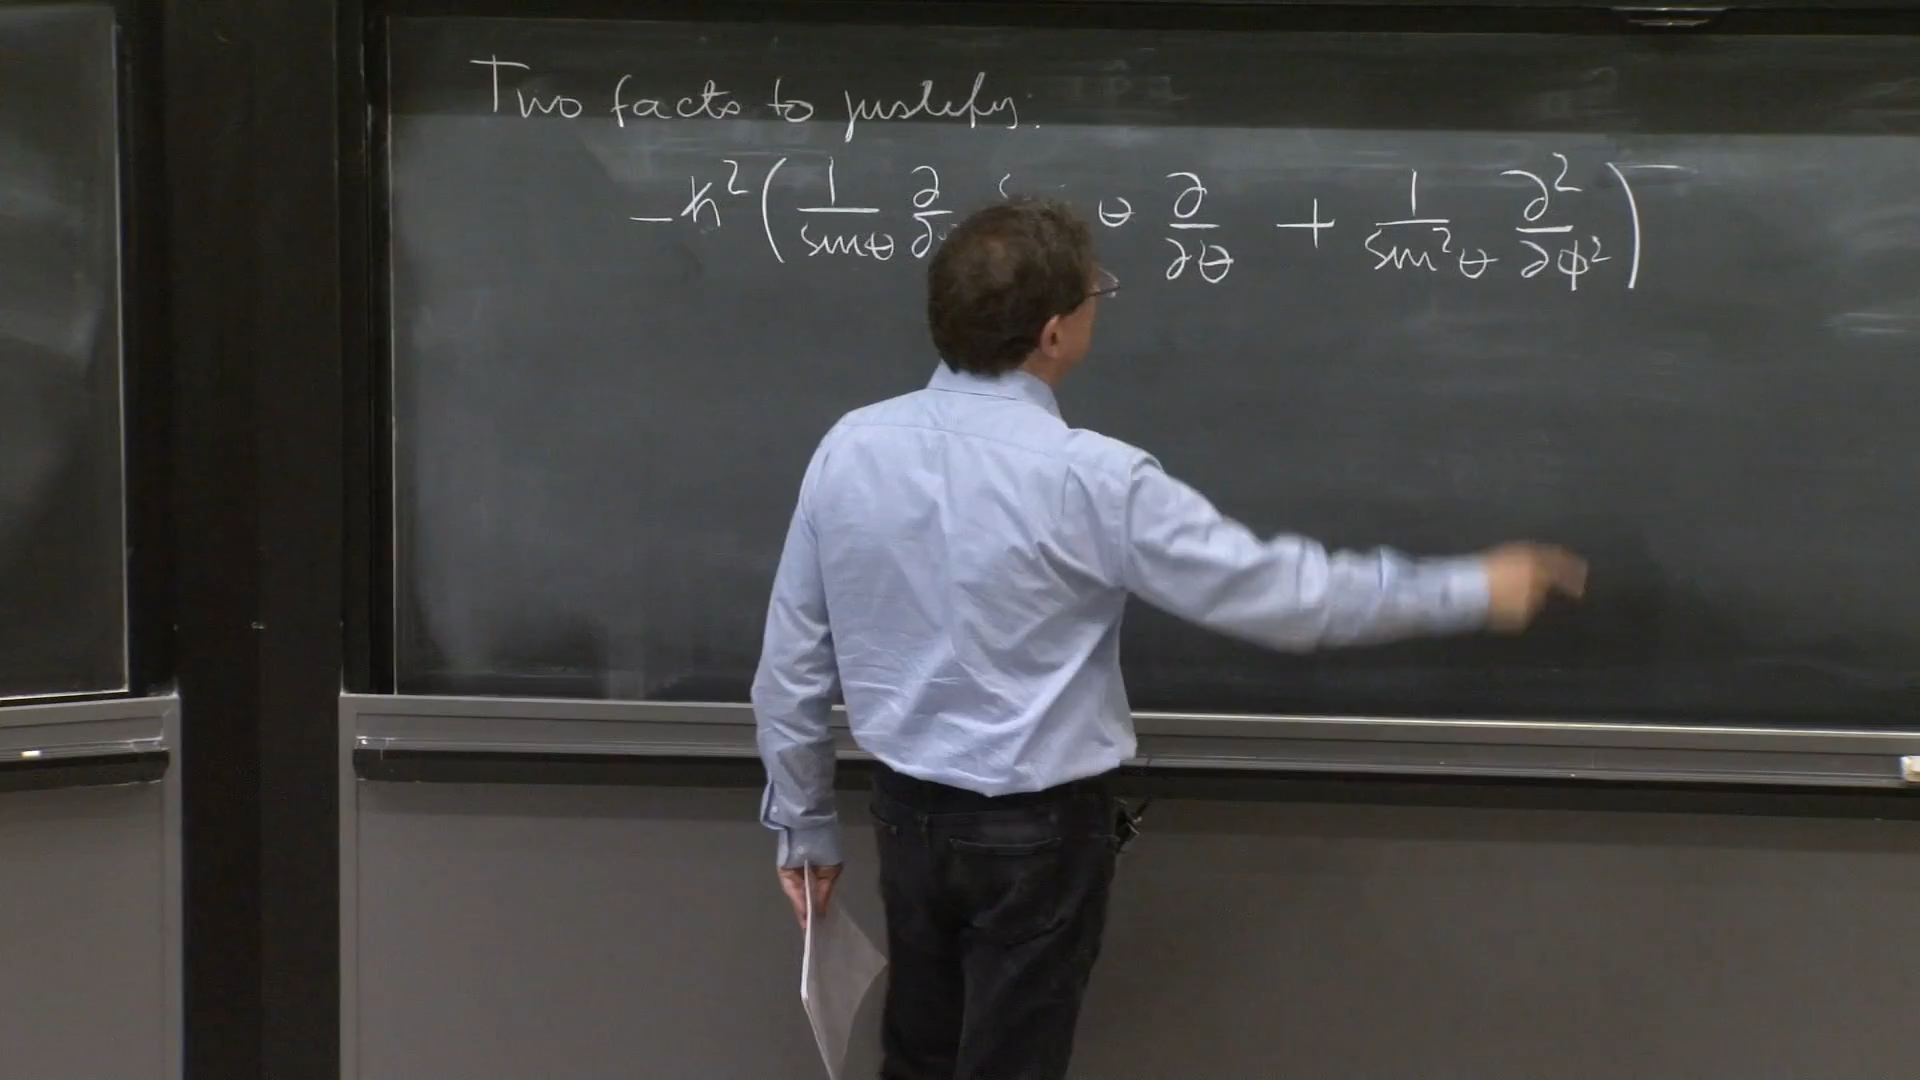 Two facts to justify:
-ħ² ( 1/sinθ ∂/∂ θ ∂/∂θ + 1/sin²θ ∂²/∂φ² ) –